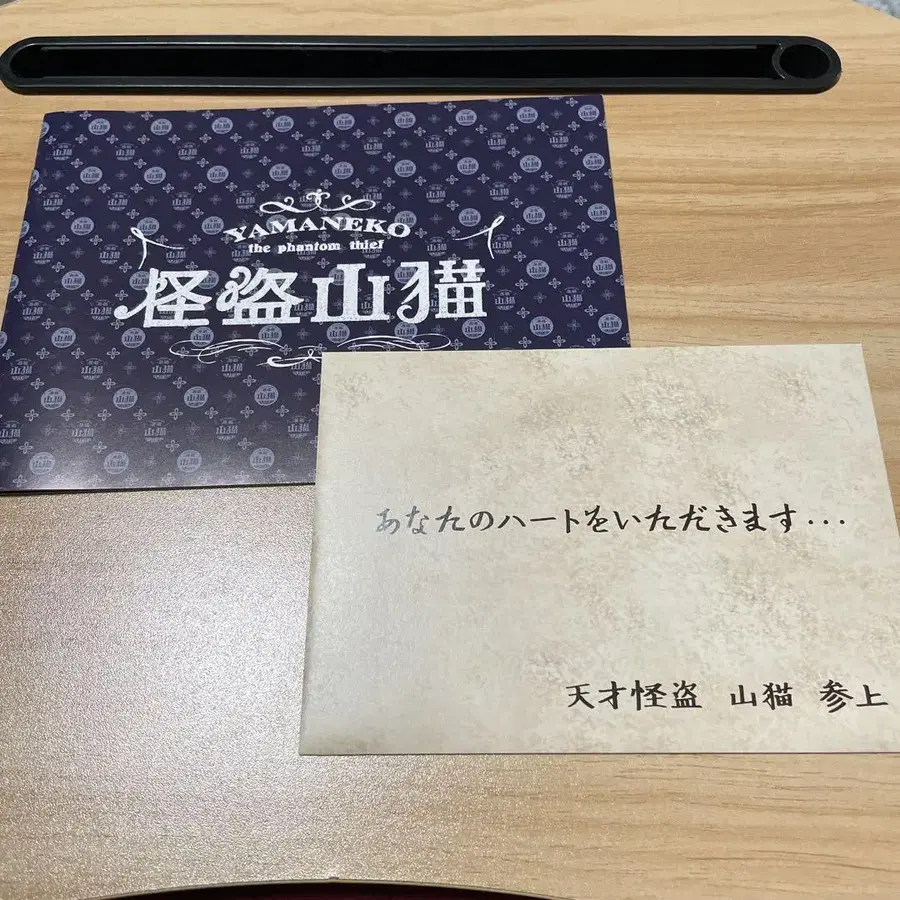 YAMANEKO
the phantom thief
怪盗山猫
あなたのハートをいただきます...
天才怪盗 山猫 参上